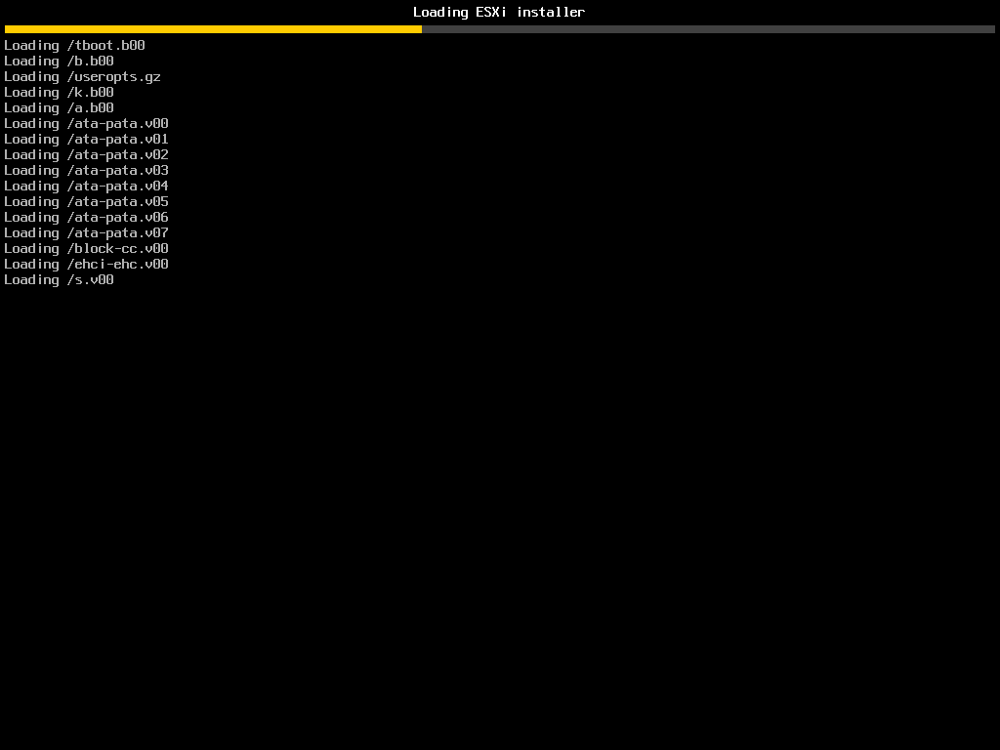 Loading ESXi installer
Loading /tboot.b00
Loading /b.b00
Loading /useropts.gz
Loading /k.b00
Loading /a.b00
Loading /ata-pata.v00
Loading /ata-pata.v01
Loading /ata-pata.v02
Loading /ata-pata.v03
Loading /ata-pata.v04
Loading /ata-pata.v05
Loading /ata-pata.v06
Loading /ata-pata.v07
Loading /block-cc.v00
Loading /ehci-ehc.v00
Loading /s.v00